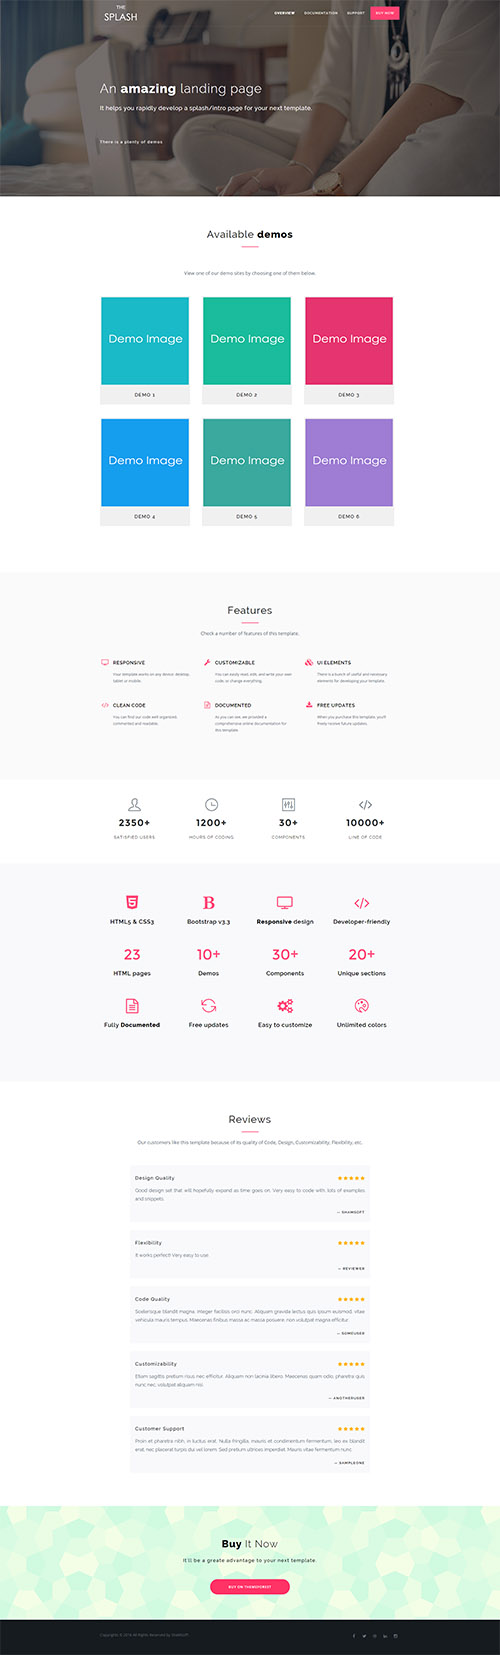 THE
SPLASH
OVERVIEW
DOCUMENTATION
SUPPORT
BUY NOW
An amazing landing page
It helps you rapidly develop a splash/intro page for your next template.
There is a plenty of demos
Available demos
View one of our demo sites by choosing one of them below.
Demo Image
Demo Image
Demo Image
DEMO 1
DEMO 2
DEMO 3
Demo Image
Demo Image
Demo Image
DEMO 4
DEMO 5
DEMO 6
Features
Check a number of features of this template.
RESPONSIVE
Your template works on any device: desktop,
tablet or mobile.
CUSTOMIZABLE
You can easily read, edit, and write your own
code, or change everything.
UI ELEMENTS
There is a bunch of useful and necessary
elements for developing your template.
CLEAN CODE
You can find our code well organized,
commented and readable.
DOCUMENTED
As you can see, we provided a
comprehensive online documentation for
this template.
FREE UPDATES
When you purchase this template, you'll
freely receive future updates.
2350+
SATISFIED USERS
1200+
HOURS OF CODING
30+
COMPONENTS
10000+
LINE OF CODE
HTML5 & CSS3
Bootstrap v3.3
Responsive design
Developer-friendly
23
HTML pages
10+
Demos
30+
Components
20+
Unique sections
Fully Documented
Free updates
Easy to customize
Unlimited colors
Reviews
Our customers like this template because of its quality of Code, Design, Customizability, Flexibility, etc.
Design Quality
Good design set that will hopefully expand as time goes on. Very easy to code with, lots of examples
and snippets.
— SHAWSOFT
Flexibility
It works perfect! Very easy to use.
— REVIEWER
Code Quality
Scelerisque blandit magna. Integer facilisis orci nunc. Aliquam gravida lectus quis ipsum euismod, vitae
vehicula mauris tempus. Maecenas finibus massa ac massa posuere, non volutpat magna efficitur.
— SOMOUSER
Customizability
Etiam sagittis pretium risus nec efficitur. Aliquam non lacinia libero. Maecenas quam odio, pharetra quis
nunc nec, volutpat aliquam nisl.
— ANOTHERUSER
Customer Support
Proin et pharetra nibh, in luctus erat. Nulla fringilla, mauris et condimentum fermentum, leo ex blandit
erat, nec placerat turpis dui vel lorem. Sed pretium ultrices imperdiet. Mauris vitae fermentum nunc.
— SAMPLEONE
Buy It Now
It'll be a greate advantage to your next template.
BUY ON THEMEFOREST